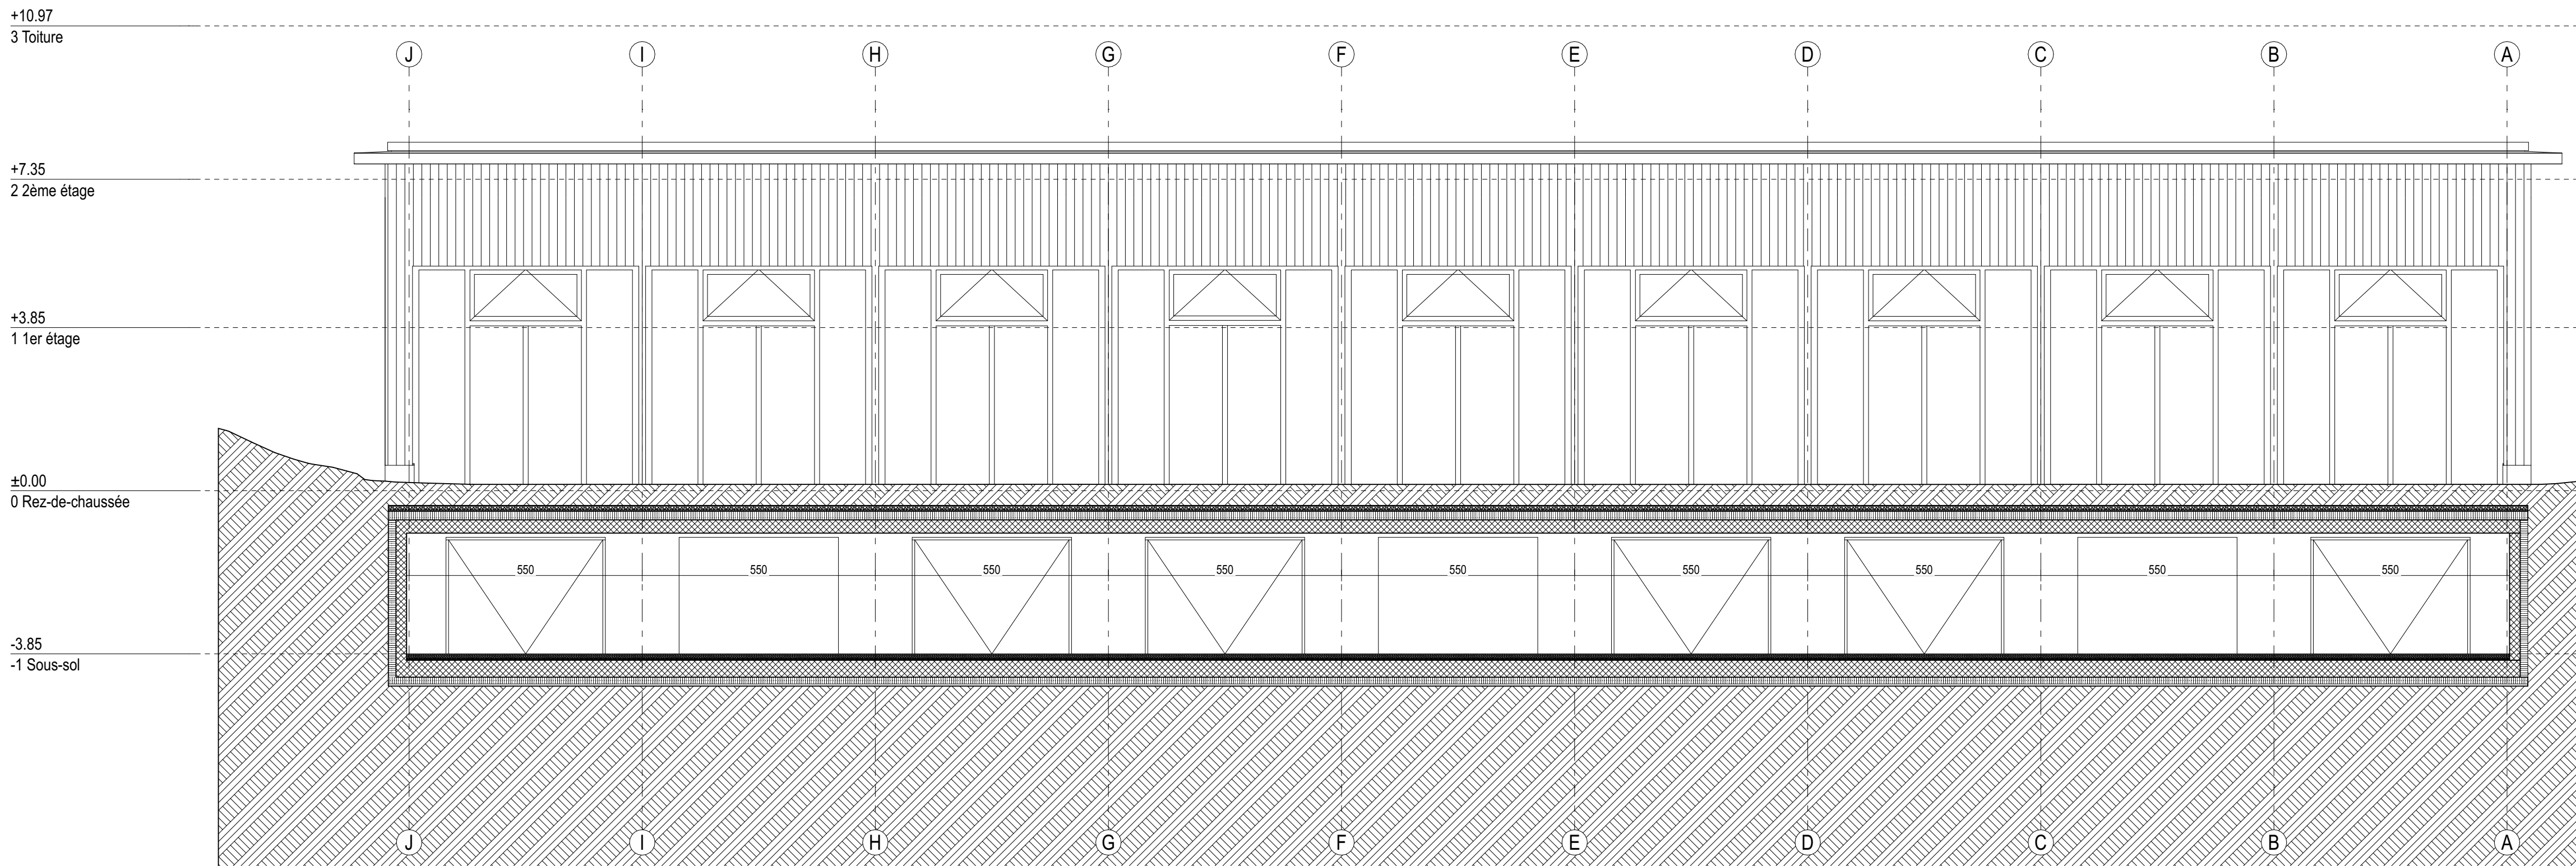 +10.97
3 Toiture
J I H G F E D C B A
+7.35
2 2ème étage
+3.85
1 1er étage
±0.00
0 Rez-de-chaussée
550 550 550 550 550 550 550 550 550
-3.85
-1 Sous-sol
J I H G F E D C B A